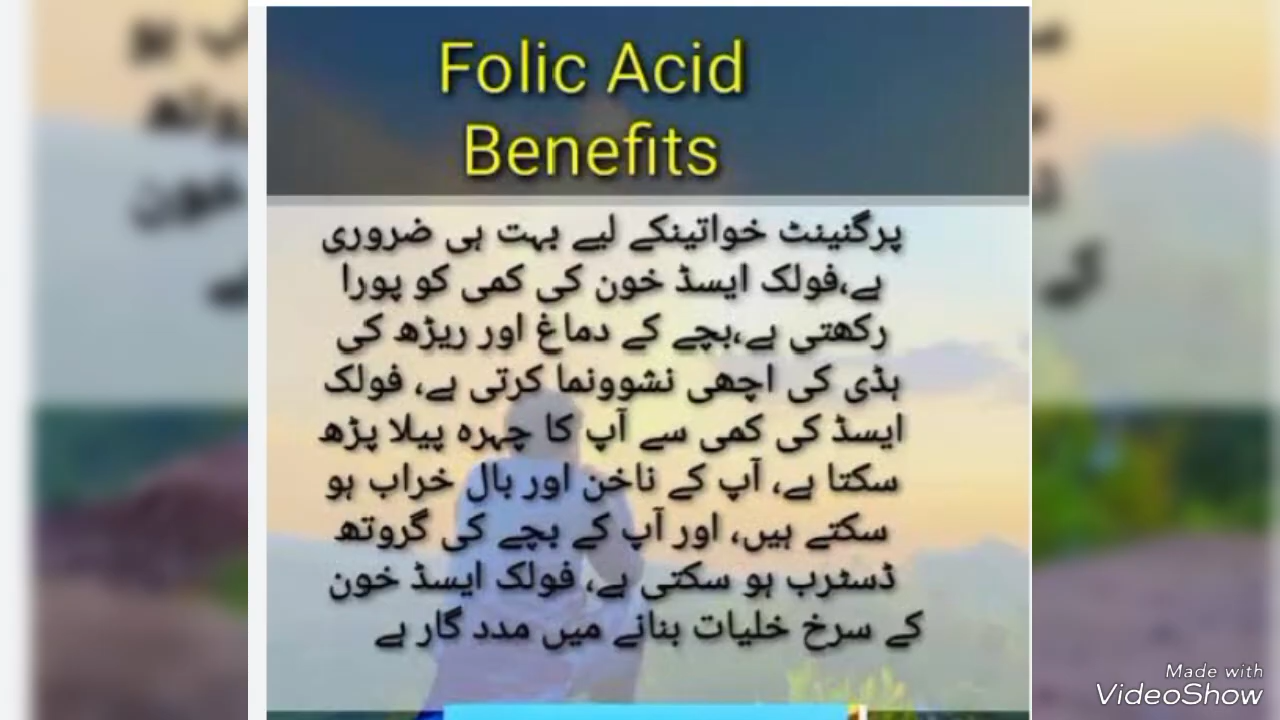 Folic Acid
Benefits
پرگنینٹ خواتینکے لیے بہت ہی ضروری
ہے،فولک ایسڈ خون کی کمی کو پورا
رکھتی ہے،بچے کے دماغ اور ریڑھ کی
ہڈی کی اچھی نشوونما کرتی ہے، فولک
ایسڈ کی کمی سے آپ کا چہرہ پیلا پڑھ
سکتا ہے، آپ کے ناخن اور بال خراب ہو
سکتے ہیں، اور آپ کے بچے کی گروتھ
ڈسٹرب ہو سکتی ہے، فولک ایسڈ خون
کے سرخ خلیات بنانے میں مدد گار ہے
Made with
VideoShow